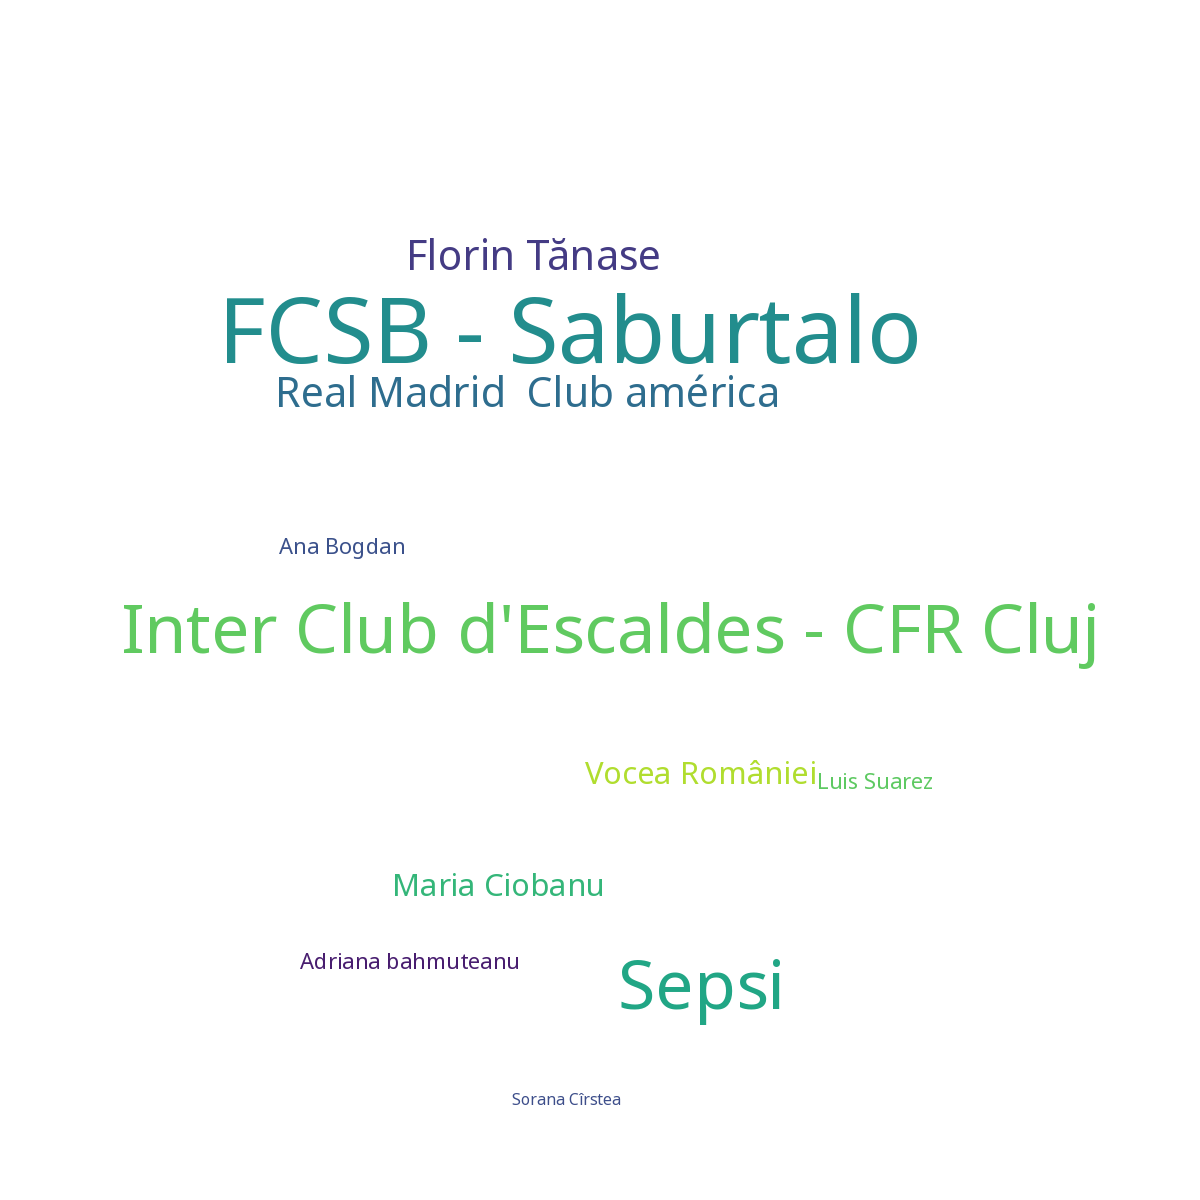 Florin Tănase
FCSB - Saburtalo
Real Madrid Club américa
Ana Bogdan
Inter Club d'Escaldes - CFR Cluj
Vocea României
Luis Suarez
Maria Ciobanu
Adriana bahmuteanu
Sepsi
Sorana Cîrstea